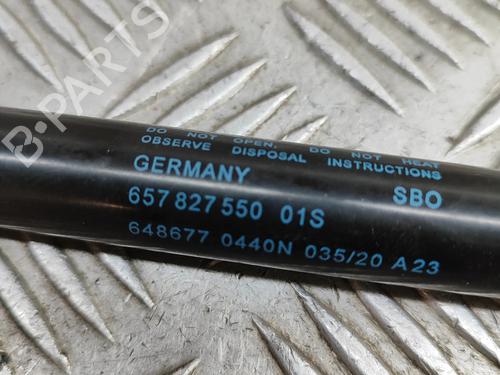 DO NOT OPEN, DO NOT HEAT
OBSERVE DISPOSAL INSTRUCTIONS
GERMANY SBO
657 827 550 01S
648677 0440N 035/20 A23
B-PARTS